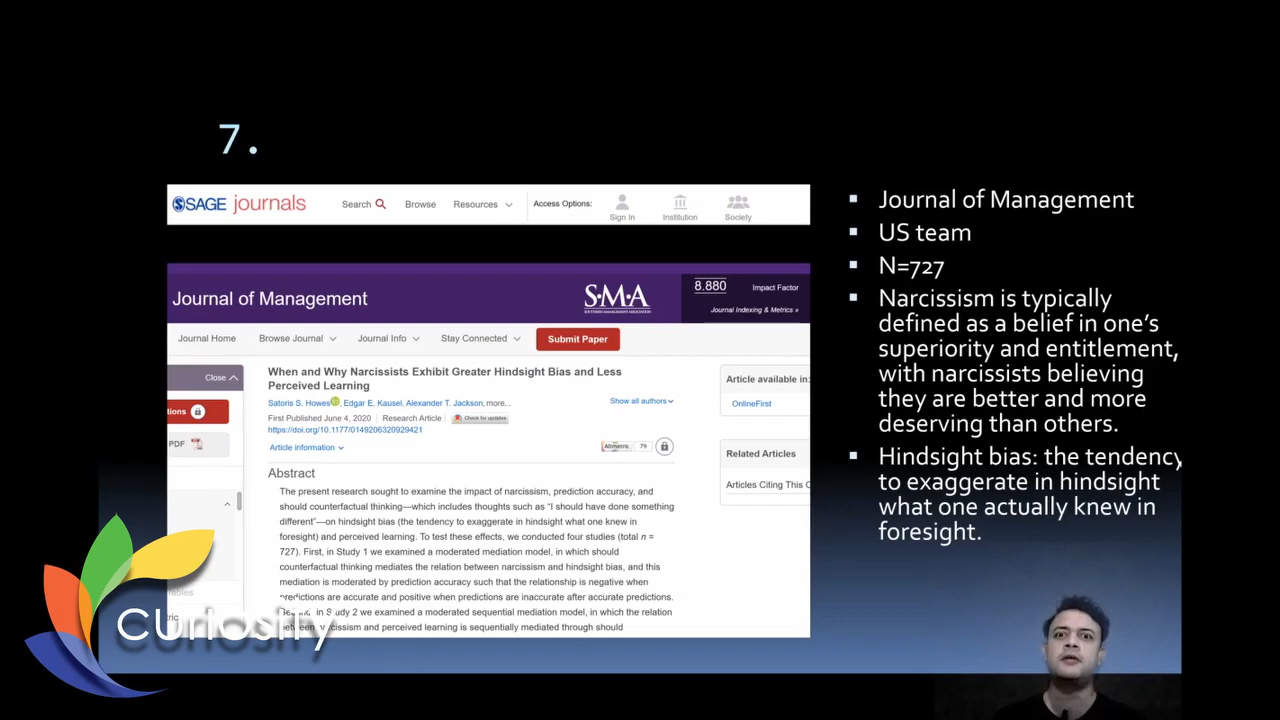 7.
SAGE journals
Search Browse Resources Access Options: Sign In Institution Society
Journal of Management
S·M·A
SOUTHERN MANAGEMENT ASSOCIATION
8.880 Impact Factor
Journal Indexing & Metrics »
Journal Home Browse Journal Journal Info Stay Connected Submit Paper
Close
tions
PDF
When and Why Narcissists Exhibit Greater Hindsight Bias and Less
Perceived Learning
Satoris S. Howes, Edgar E. Kausel, Alexander T. Jackson, more...
Show all authors
First Published June 4, 2020 Research Article Check for updates
https://doi.org/10.1177/0149206320929421
Article information
Altmetric 79
Abstract
The present research sought to examine the impact of narcissism, prediction accuracy, and
should counterfactual thinking—which includes thoughts such as "I should have done something
different"—on hindsight bias (the tendency to exaggerate in hindsight what one knew in
foresight) and perceived learning. To test these effects, we conducted four studies (total n =
727). First, in Study 1 we examined a moderated mediation model, in which should
counterfactual thinking mediates the relation between narcissism and hindsight bias, and this
mediation is moderated by prediction accuracy such that the relationship is negative when
predictions are accurate and positive when predictions are inaccurate after accurate predictions.
in Study 2 we examined a moderated sequential mediation model, in which the relation
between narcissism and perceived learning is sequentially mediated through should
Article available in:
OnlineFirst
Related Articles
Articles Citing This O
▪ Journal of Management
▪ US team
▪ N=727
▪ Narcissism is typically
defined as a belief in one's
superiority and entitlement,
with narcissists believing
they are better and more
deserving than others.
▪ Hindsight bias: the tendency
to exaggerate in hindsight
what one actually knew in
foresight.
CUriosity